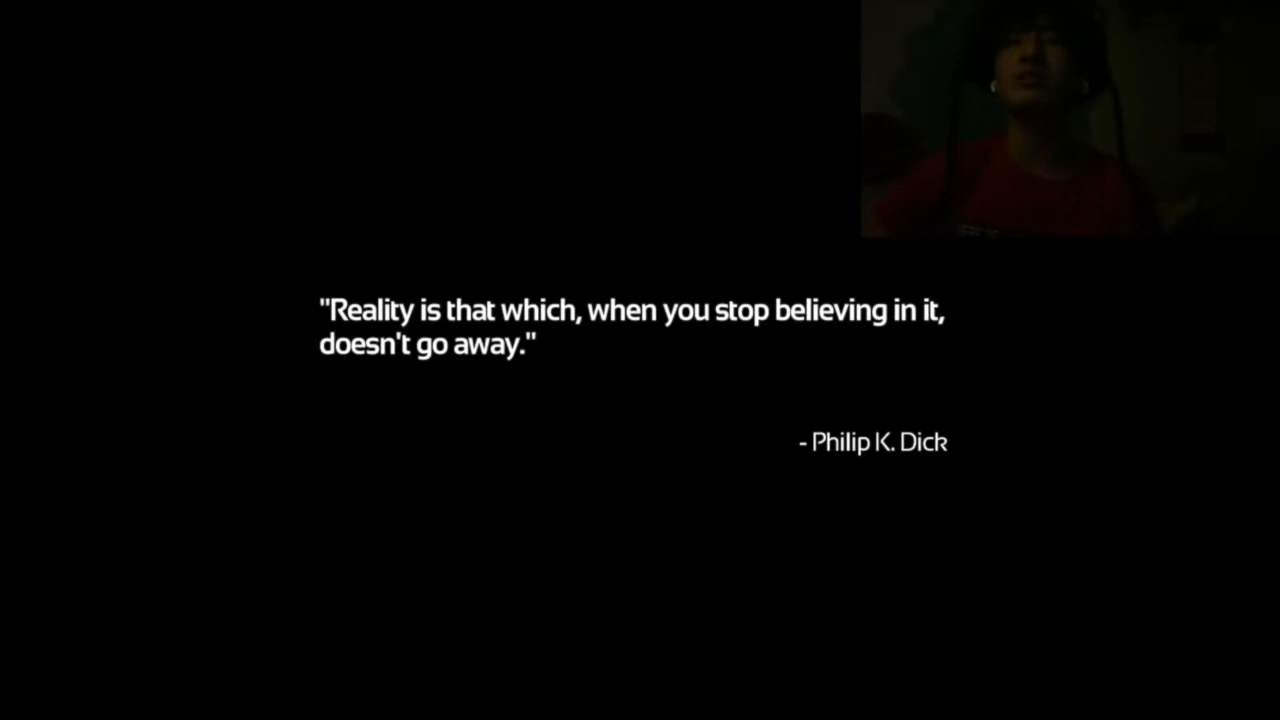 "Reality is that which, when you stop believing in it,
doesn't go away."
- Philip K. Dick